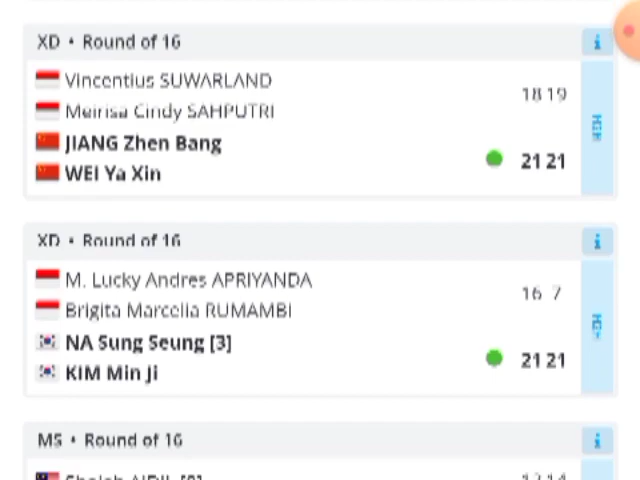 XD • Round of 16
i
Vincentius SUWARLAND
18 19
Meirisa Cindy SAHPUTRI
JIANG Zhen Bang
21 21
WEI Ya Xin
H2H
XD • Round of 16
i
M. Lucky Andres APRIYANDA
16 7
Brigita Marcelia RUMAMBI
NA Sung Seung [3]
21 21
KIM Min Ji
H2H
MS • Round of 16
i